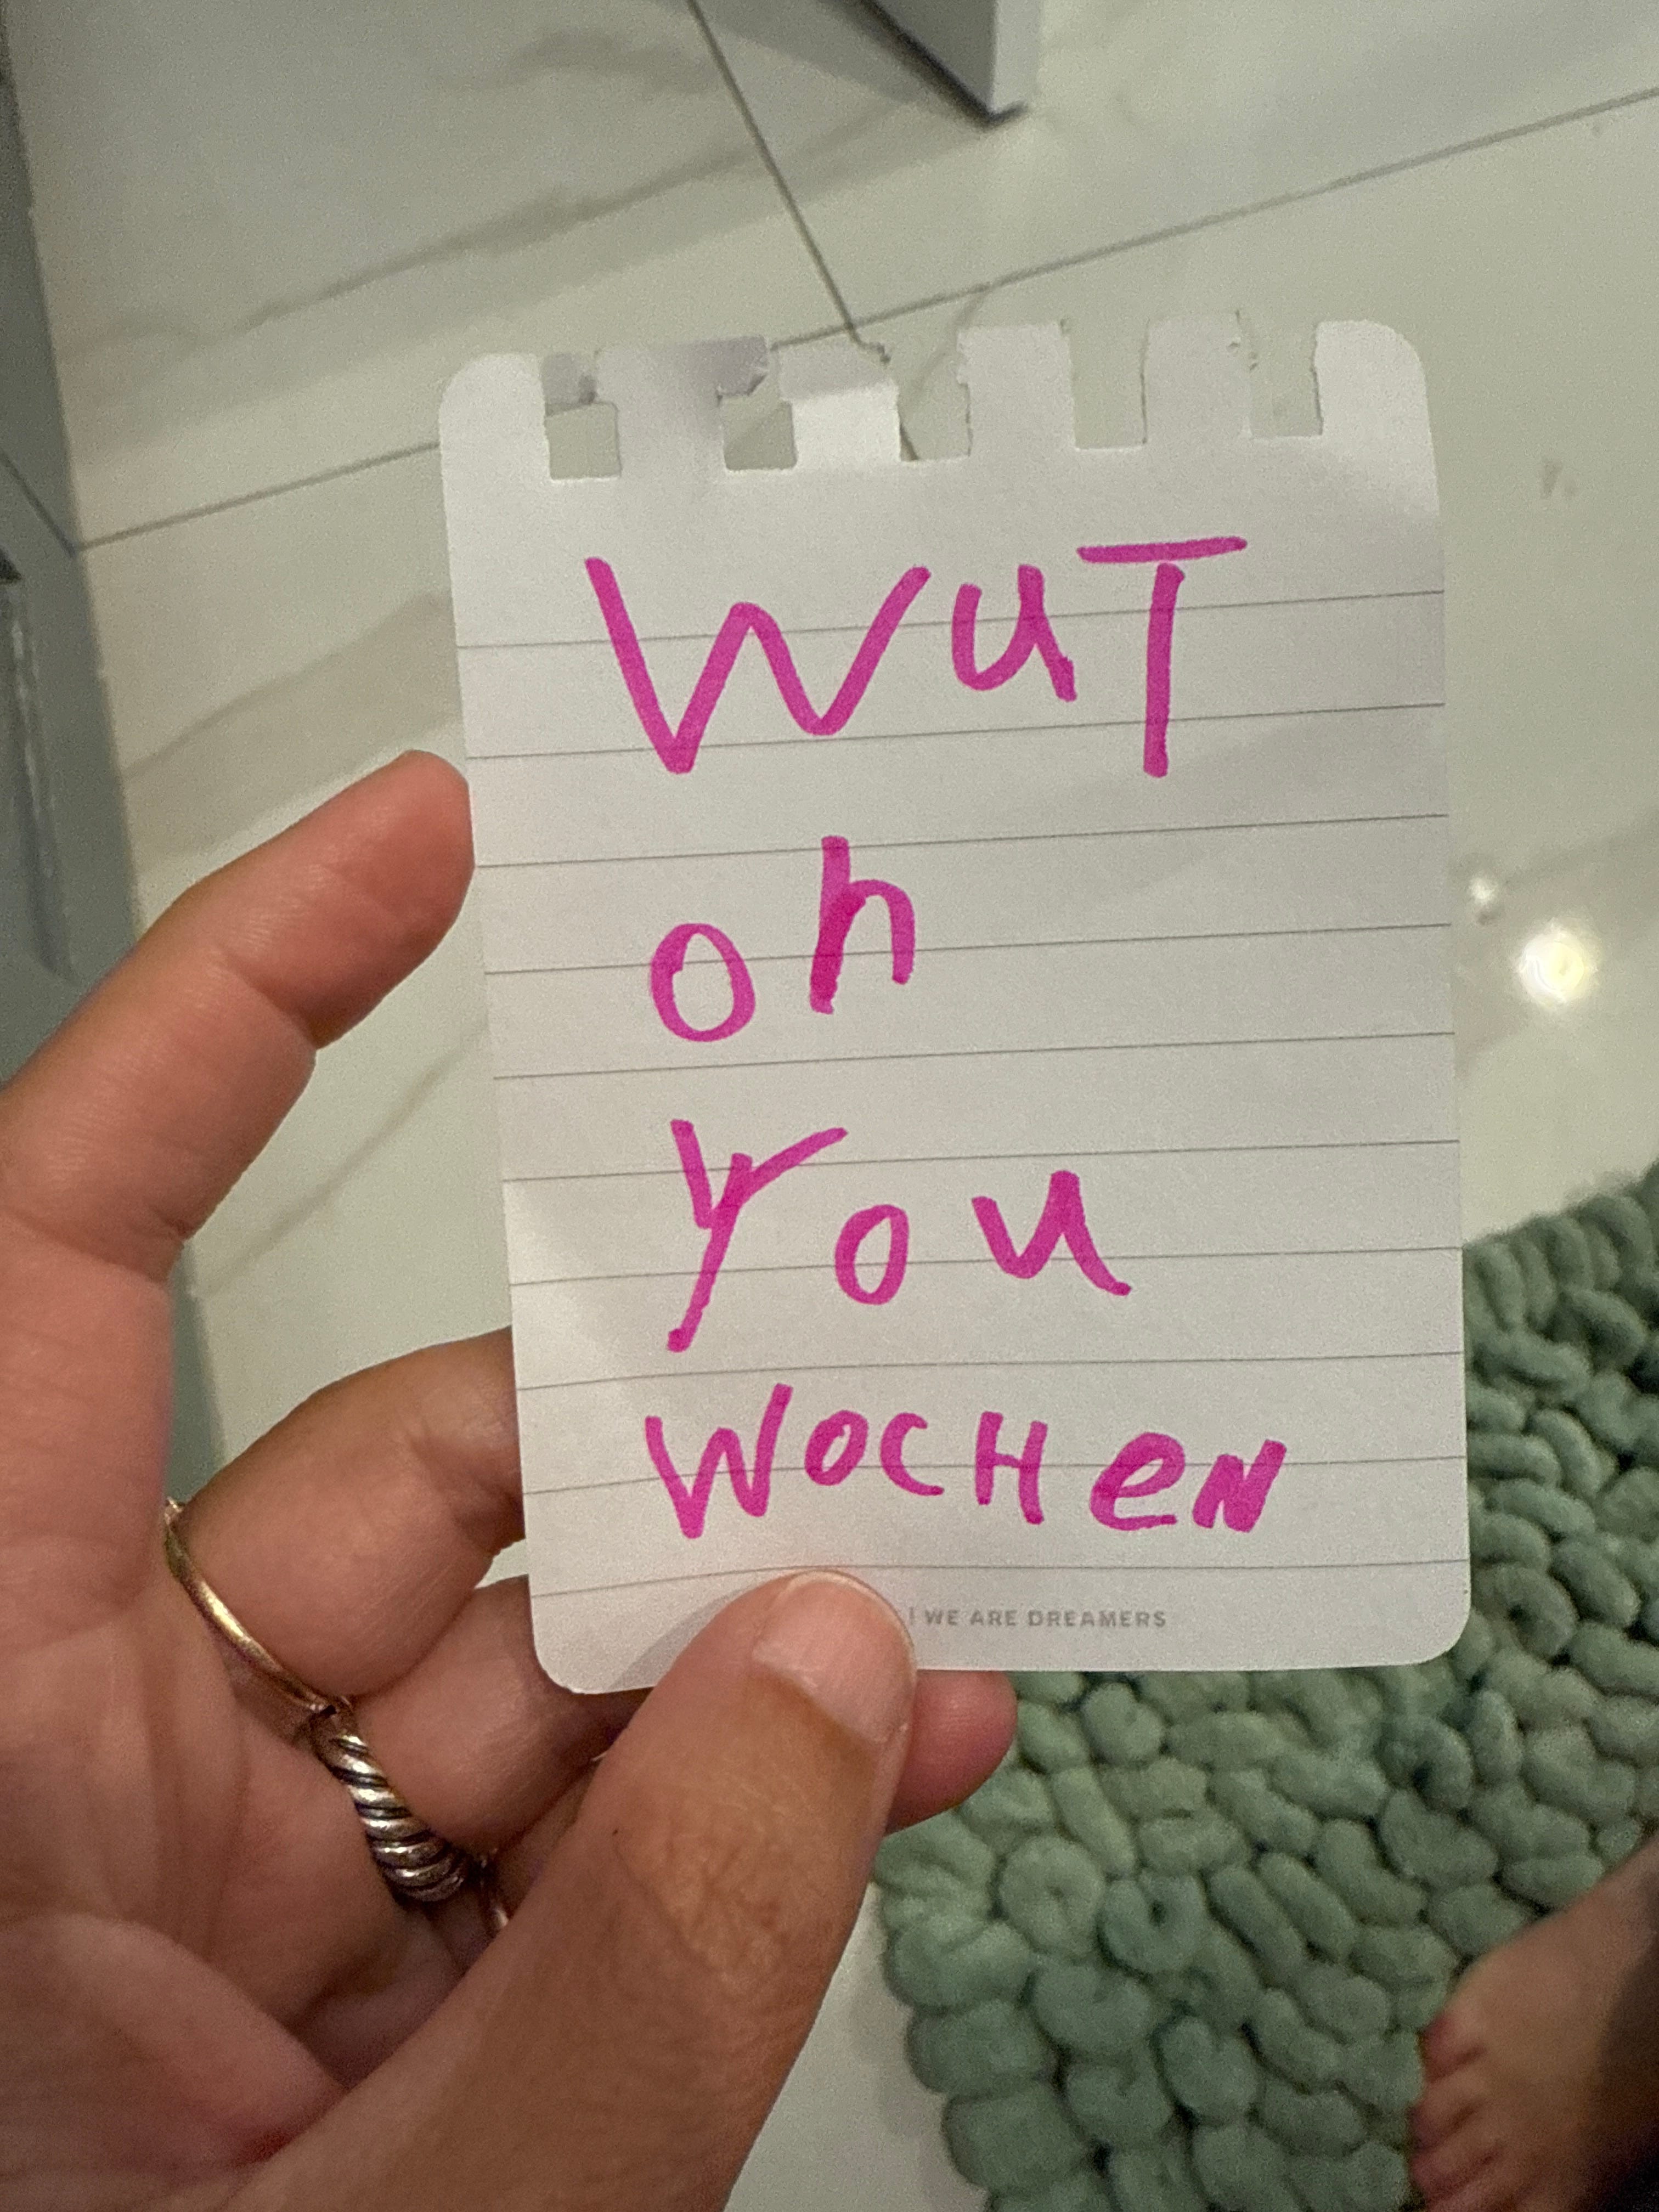 WuT
oh
You
WOCHeN
| WE ARE DREAMERS